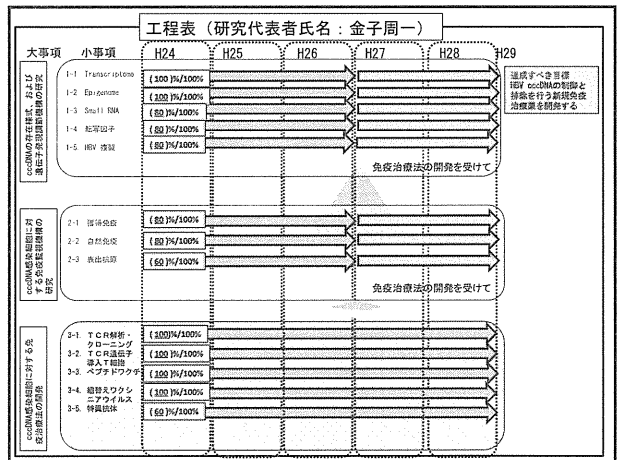 工程表（研究代表者氏名：金子周一）
大事項 小事項 H24 H25 H26 H27 H28 H29
cccDNAの存在様式、および
遺伝子発現調節機構の研究
1-1 Transcriptome (100)%/100%
1-2 Epigenome (100)%/100%
1-3 Small RNA (80)%/100%
1-4 転写因子 (80)%/100%
1-5 HBV 複製 (80)%/100%
達成すべき目標
HBV cccDNAの制御と
排除を行う新規免疫
治療薬を開発する
免疫治療法の開発を受けて
cccDNA感染細胞に対
する免疫監視機構の
研究
2-1 獲得免疫 (80)%/100%
2-2 自然免疫 (80)%/100%
2-3 表出抗原 (60)%/100%
免疫治療法の開発を受けて
cccDNA感染細胞に対する免
疫治療法の開発
3-1. TCR解析・
クローニング (100)%/100%
3-2. TCR遺伝子
導入T細胞 (100)%/100%
3-3. ペプチドワクチ (100)%/100%
3-4. 組替えワクシ
ニアウイルス (100)%/100%
3-5. 特異抗体 (60)%/100%